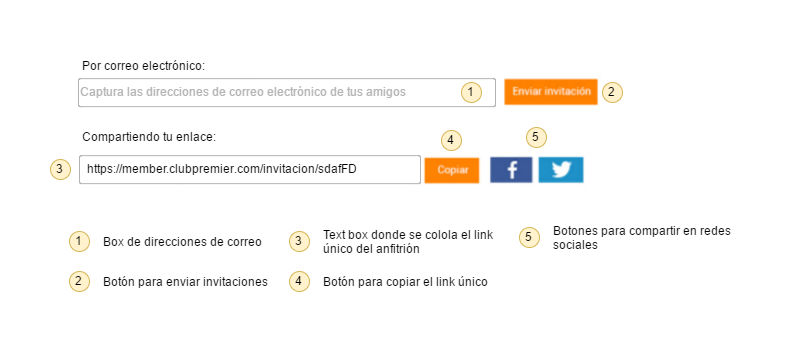 Por correo electrónico:
Captura las direcciones de correo electrónico de tus amigos
1
Enviar invitación
2
Compartiendo tu enlace:
4
5
3
https://member.clubpremier.com/invitacion/sdafFD
Copiar
f
1 Box de direcciones de correo
3 Text box donde se colola el link
único del anfitrión
5 Botones para compartir en redes
sociales
2 Botón para enviar invitaciones
4 Botón para copiar el link único